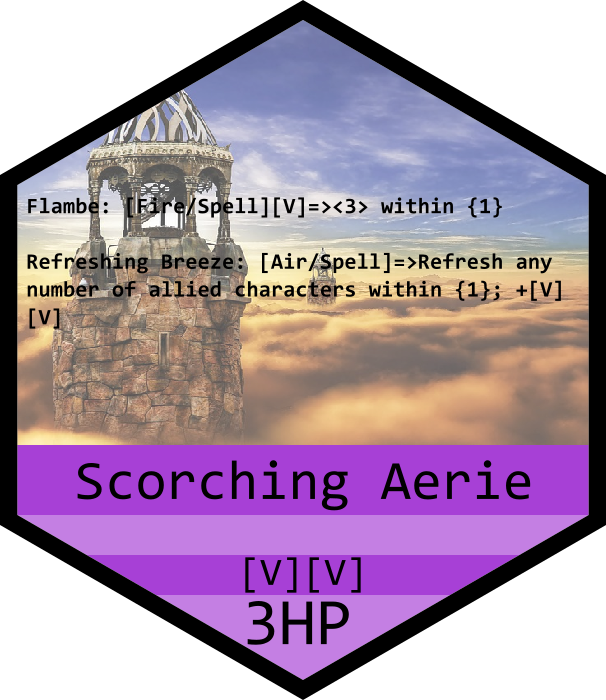 Flambe: [Fire/Spell][V]=><3> within {1}
Refreshing Breeze: [Air/Spell]=>Refresh any
number of allied characters within {1}; +[V]
[V]
Scorching Aerie
[V][V]
3HP